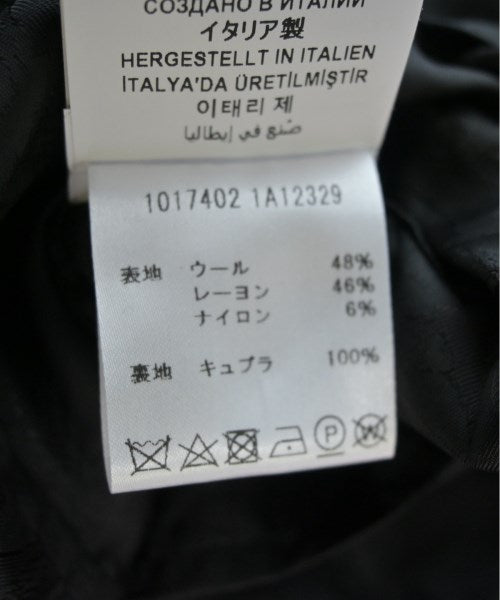 СОЗДАНО В ИТАЛИИ
イタリア製
HERGESTELLT IN ITALIEN
İTALYA'DA ÜRETİLMİŞTİR
이태리제
صُنع في إيطاليا
1017402 1A12329
表地 ウール 48%
レーヨン 46%
ナイロン 6%
裏地 キュプラ 100%
P
W